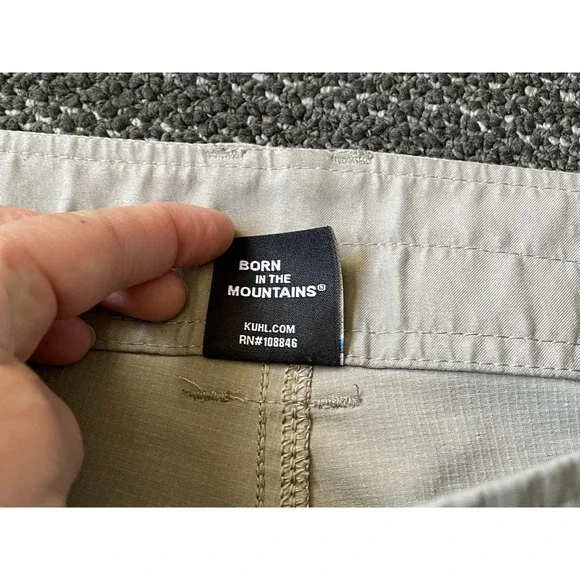 BORN
IN THE
MOUNTAINS®
KUHL.COM
RN#108846